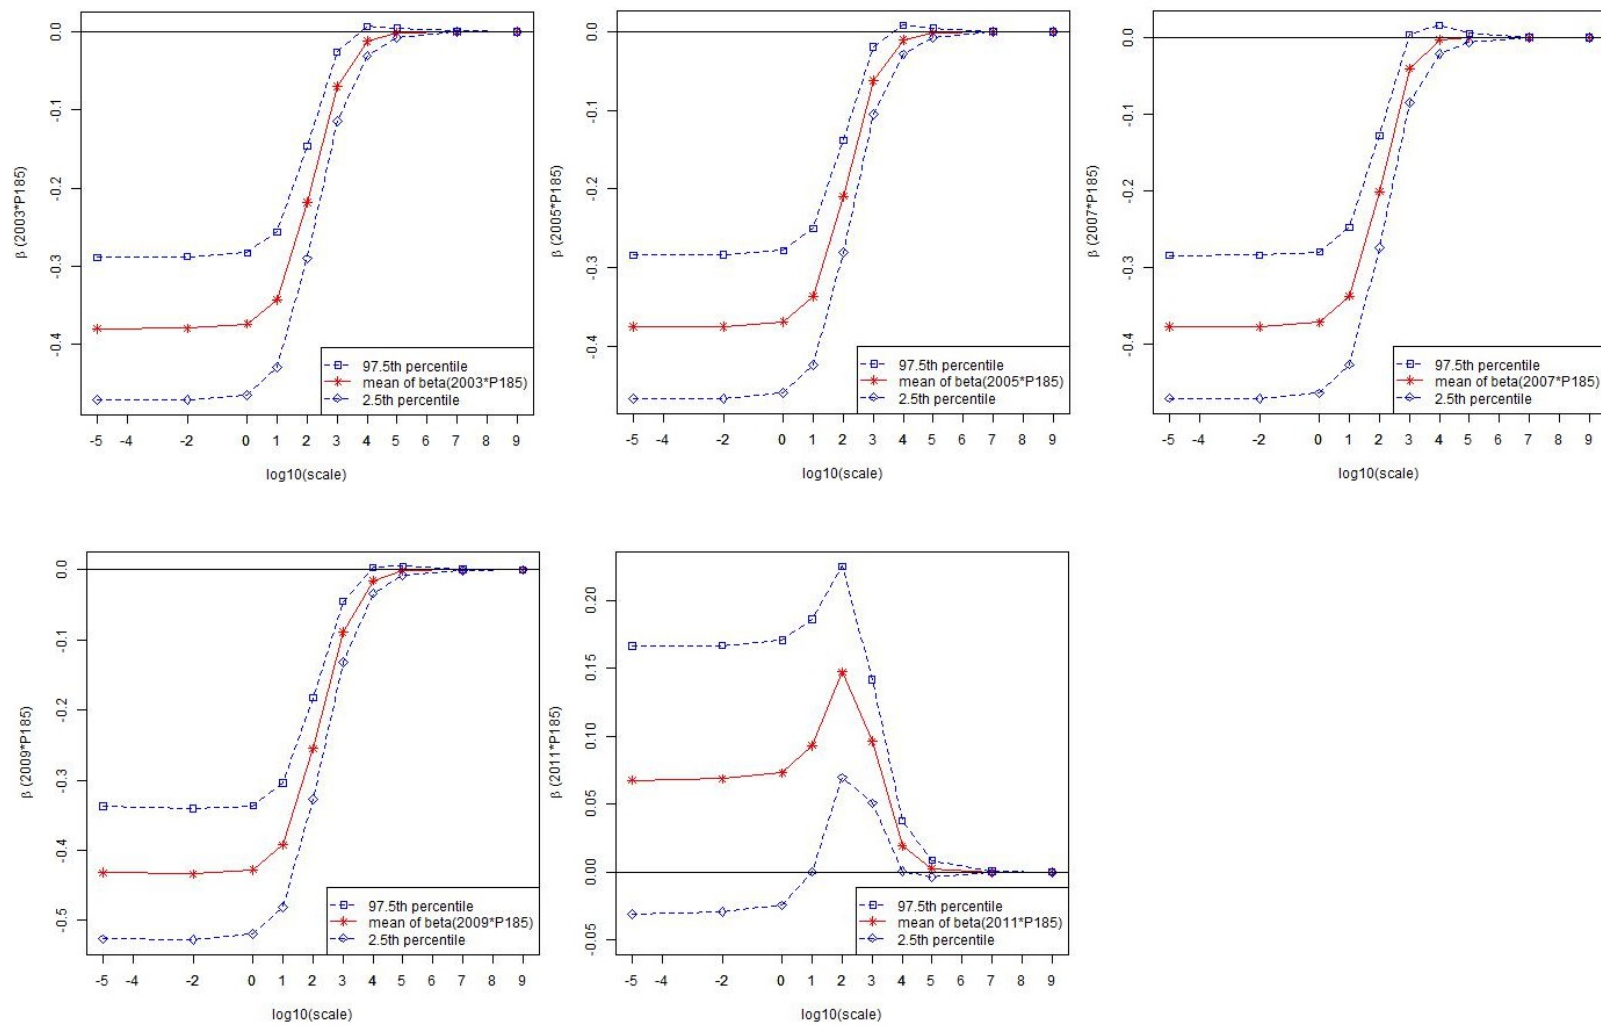 β (2003*P185)
0.0
-0.1
-0.2
-0.3
-0.4
97.5th percentile
mean of beta(2003*P185)
2.5th percentile
-5 -4 -2 0 1 2 3 4 5 6 7 8 9
log10(scale)
β (2005*P185)
0.0
-0.1
-0.2
-0.3
-0.4
97.5th percentile
mean of beta(2005*P185)
2.5th percentile
-5 -4 -2 0 1 2 3 4 5 6 7 8 9
log10(scale)
β (2007*P185)
0.0
-0.1
-0.2
-0.3
-0.4
97.5th percentile
mean of beta(2007*P185)
2.5th percentile
-5 -4 -2 0 1 2 3 4 5 6 7 8 9
log10(scale)
β (2009*P185)
0.0
-0.1
-0.2
-0.3
-0.4
-0.5
97.5th percentile
mean of beta(2009*P185)
2.5th percentile
-5 -4 -2 0 1 2 3 4 5 6 7 8 9
log10(scale)
β (2011*P185)
0.20
0.15
0.10
0.05
0.00
-0.05
97.5th percentile
mean of beta(2011*P185)
2.5th percentile
-5 -4 -2 0 1 2 3 4 5 6 7 8 9
log10(scale)